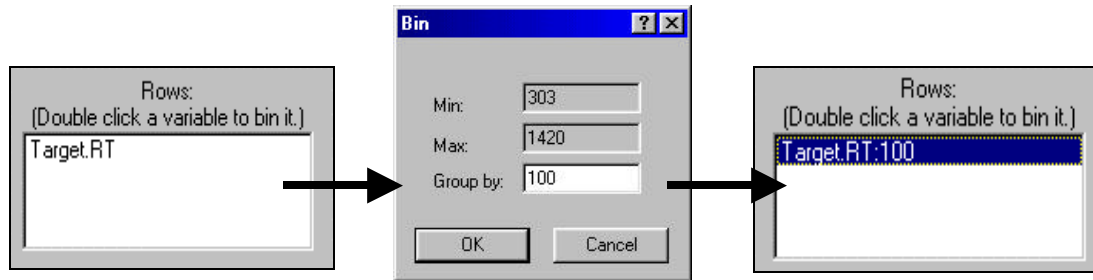 Rows:
(Double click a variable to bin it.)
Target.RT
Bin
Min: 303
Max: 1420
Group by: 100
OK Cancel
Rows:
(Double click a variable to bin it.)
Target.RT:100